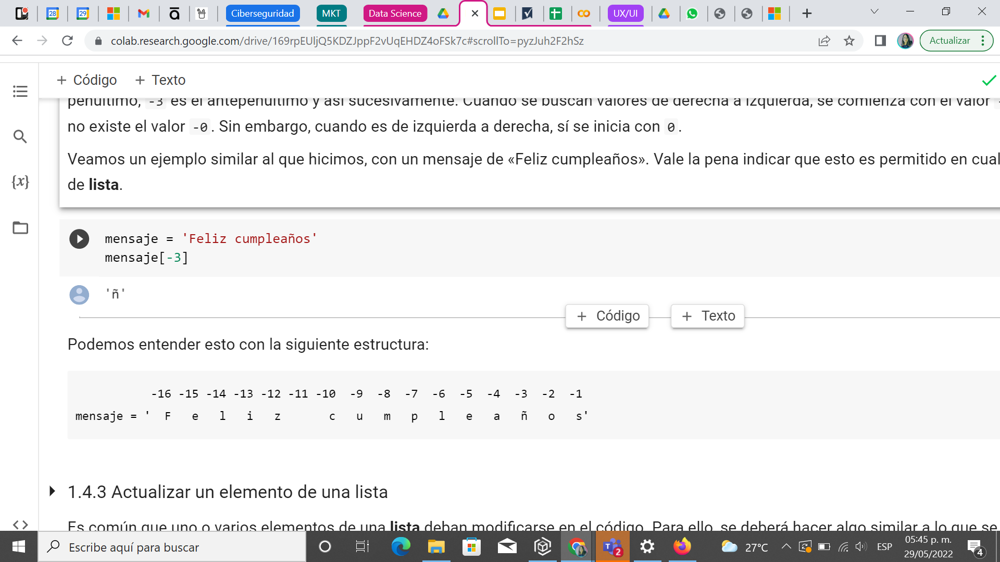 28
29
ā
Ciberseguridad
MKT
Data Science
UX/UI
colab.research.google.com/drive/169rpEUljQ5KDZJppF2vUqEHDZ4oFSk7c#scrollTo=pyzJuh2F2hSz
Actualizar
+ Código + Texto
penúltimo, -3 es el antepenúltimo y así sucesivamente. Cuando se buscan valores de derecha a izquierda, se comienza con el valor -
no existe el valor -0. Sin embargo, cuando es de izquierda a derecha, sí se inicia con 0.
Veamos un ejemplo similar al que hicimos, con un mensaje de «Feliz cumpleaños». Vale la pena indicar que esto es permitido en cual
de lista.
{x}
mensaje = 'Feliz cumpleaños'
mensaje[-3]
'ñ'
+ Código + Texto
Podemos entender esto con la siguiente estructura:
-16 -15 -14 -13 -12 -11 -10 -9 -8 -7 -6 -5 -4 -3 -2 -1
mensaje = ' F e l i z   c u m p l e a ñ o s'
1.4.3 Actualizar un elemento de una lista
Es común que uno o varios elementos de una lista deban modificarse en el código. Para ello, se deberá hacer algo similar a lo que se
<>
Escribe aquí para buscar
T
2
27°C
ESP
05:45 p. m.
29/05/2022
4